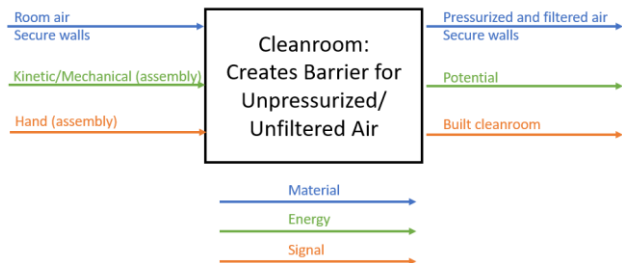 Room air
Secure walls
Kinetic/Mechanical (assembly)
Hand (assembly)
Cleanroom:
Creates Barrier for
Unpressurized/
Unfiltered Air
Pressurized and filtered air
Secure walls
Potential
Built cleanroom
Material
Energy
Signal